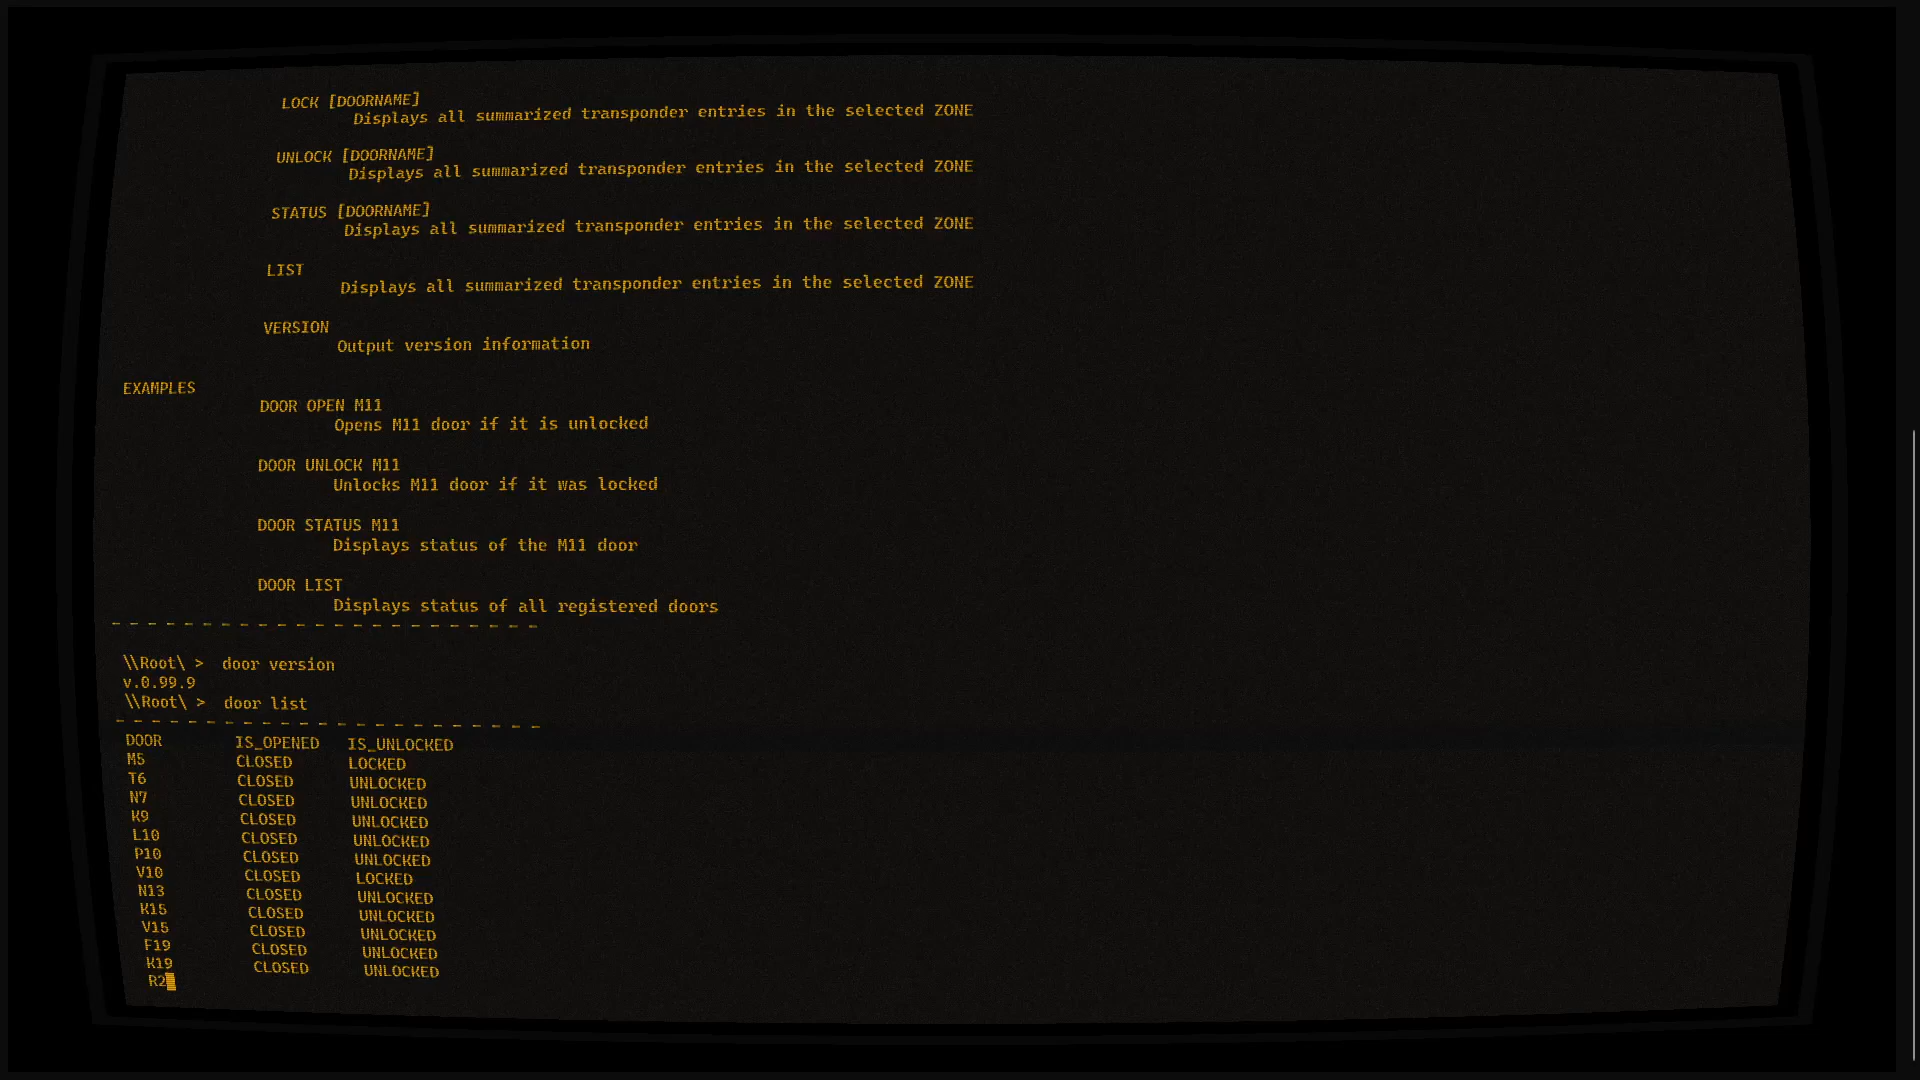 LOCK [DOORNAME]
Displays all summarized transponder entries in the selected ZONE
UNLOCK [DOORNAME]
Displays all summarized transponder entries in the selected ZONE
STATUS [DOORNAME]
Displays all summarized transponder entries in the selected ZONE
LIST
Displays all summarized transponder entries in the selected ZONE
VERSION
Output version information
EXAMPLES
DOOR OPEN M11
Opens M11 door if it is unlocked
DOOR UNLOCK M11
Unlocks M11 door if it was locked
DOOR STATUS M11
Displays status of the M11 door
DOOR LIST
Displays status of all registered doors
- - - - - - - - - - - - - - - - - - - - - - - -
\\Root\ > door version
v.0.99.9
\\Root\ > door list
- - - - - - - - - - - - - - - - - - - - - - - -
DOOR IS_OPENED IS_UNLOCKED
M5 CLOSED LOCKED
T6 CLOSED UNLOCKED
N7 CLOSED UNLOCKED
K9 CLOSED UNLOCKED
L10 CLOSED UNLOCKED
P10 CLOSED UNLOCKED
V10 CLOSED LOCKED
N13 CLOSED UNLOCKED
K15 CLOSED UNLOCKED
V15 CLOSED UNLOCKED
F19 CLOSED UNLOCKED
K19 CLOSED UNLOCKED
R2